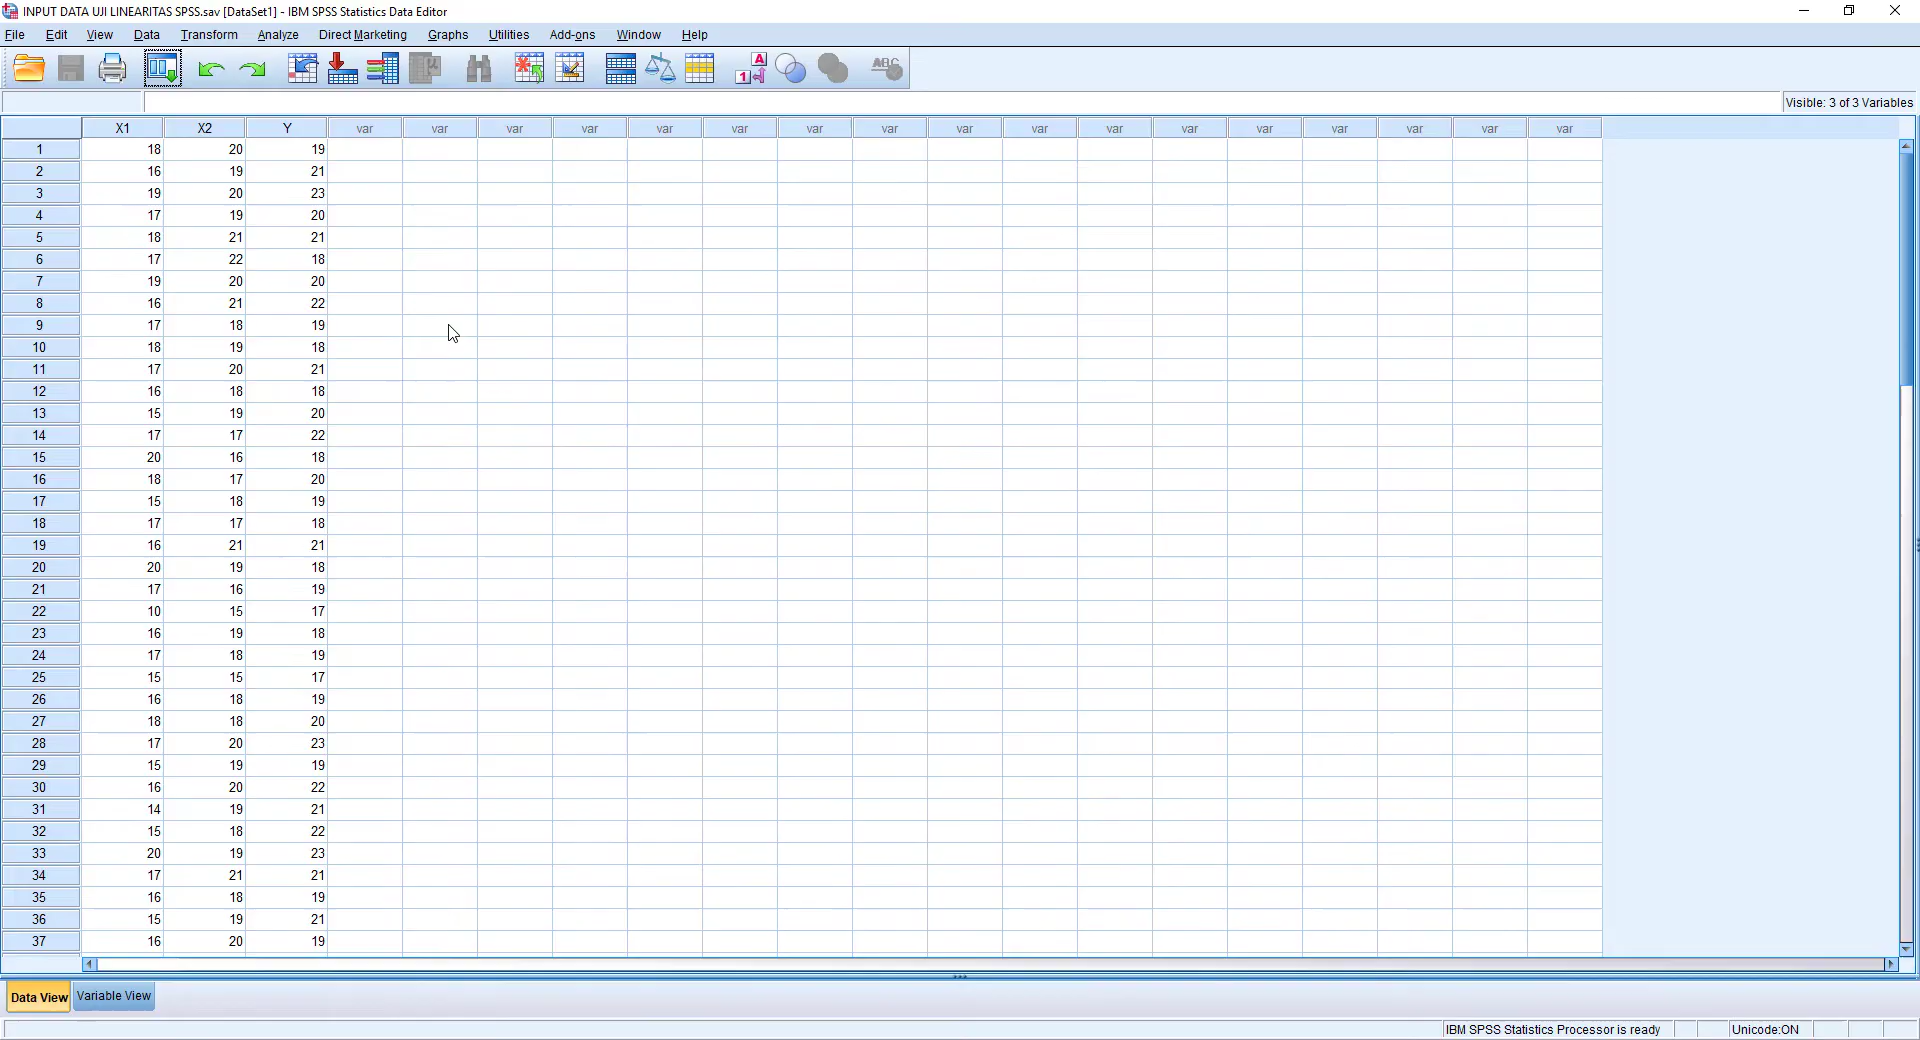 INPUT DATA UJI LINEARITAS SPSS.sav [DataSet1] - IBM SPSS Statistics Data Editor
File Edit View Data Transform Analyze Direct Marketing Graphs Utilities Add-ons Window Help
Visible: 3 of 3 Variables
X1 X2 Y var var var var var var var var var var var var var var var var var
1 18 20 19
2 16 19 21
3 19 20 23
4 17 19 20
5 18 21 21
6 17 22 18
7 19 20 20
8 16 21 22
9 17 18 19
10 18 19 18
11 17 20 21
12 16 18 18
13 15 19 20
14 17 17 22
15 20 16 18
16 18 17 20
17 15 18 19
18 17 17 18
19 16 21 21
20 20 19 18
21 17 16 19
22 10 15 17
23 16 19 18
24 17 18 19
25 15 15 17
26 16 18 19
27 18 18 20
28 17 20 23
29 15 19 19
30 16 20 22
31 14 19 21
32 15 18 22
33 20 19 23
34 17 21 21
35 16 18 19
36 15 19 21
37 16 20 19
Data View Variable View
IBM SPSS Statistics Processor is ready Unicode:ON